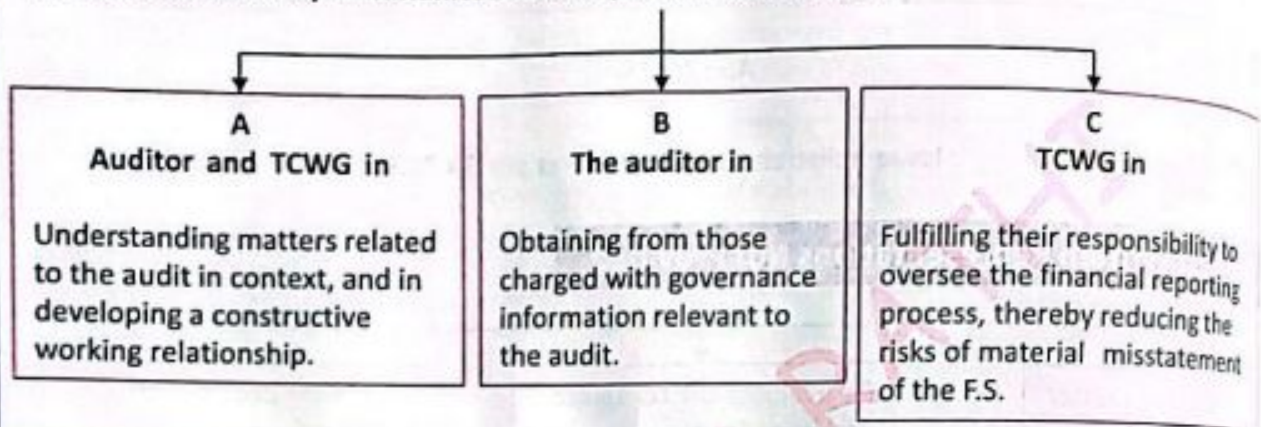 A
Auditor and TCWG in
Understanding matters related
to the audit in context, and in
developing a constructive
working relationship.
B
The auditor in
Obtaining from those
charged with governance
information relevant to
the audit.
C
TCWG in
Fulfilling their responsibility to
oversee the financial reporting
process, thereby reducing the
risks of material misstatement
of the F.S.